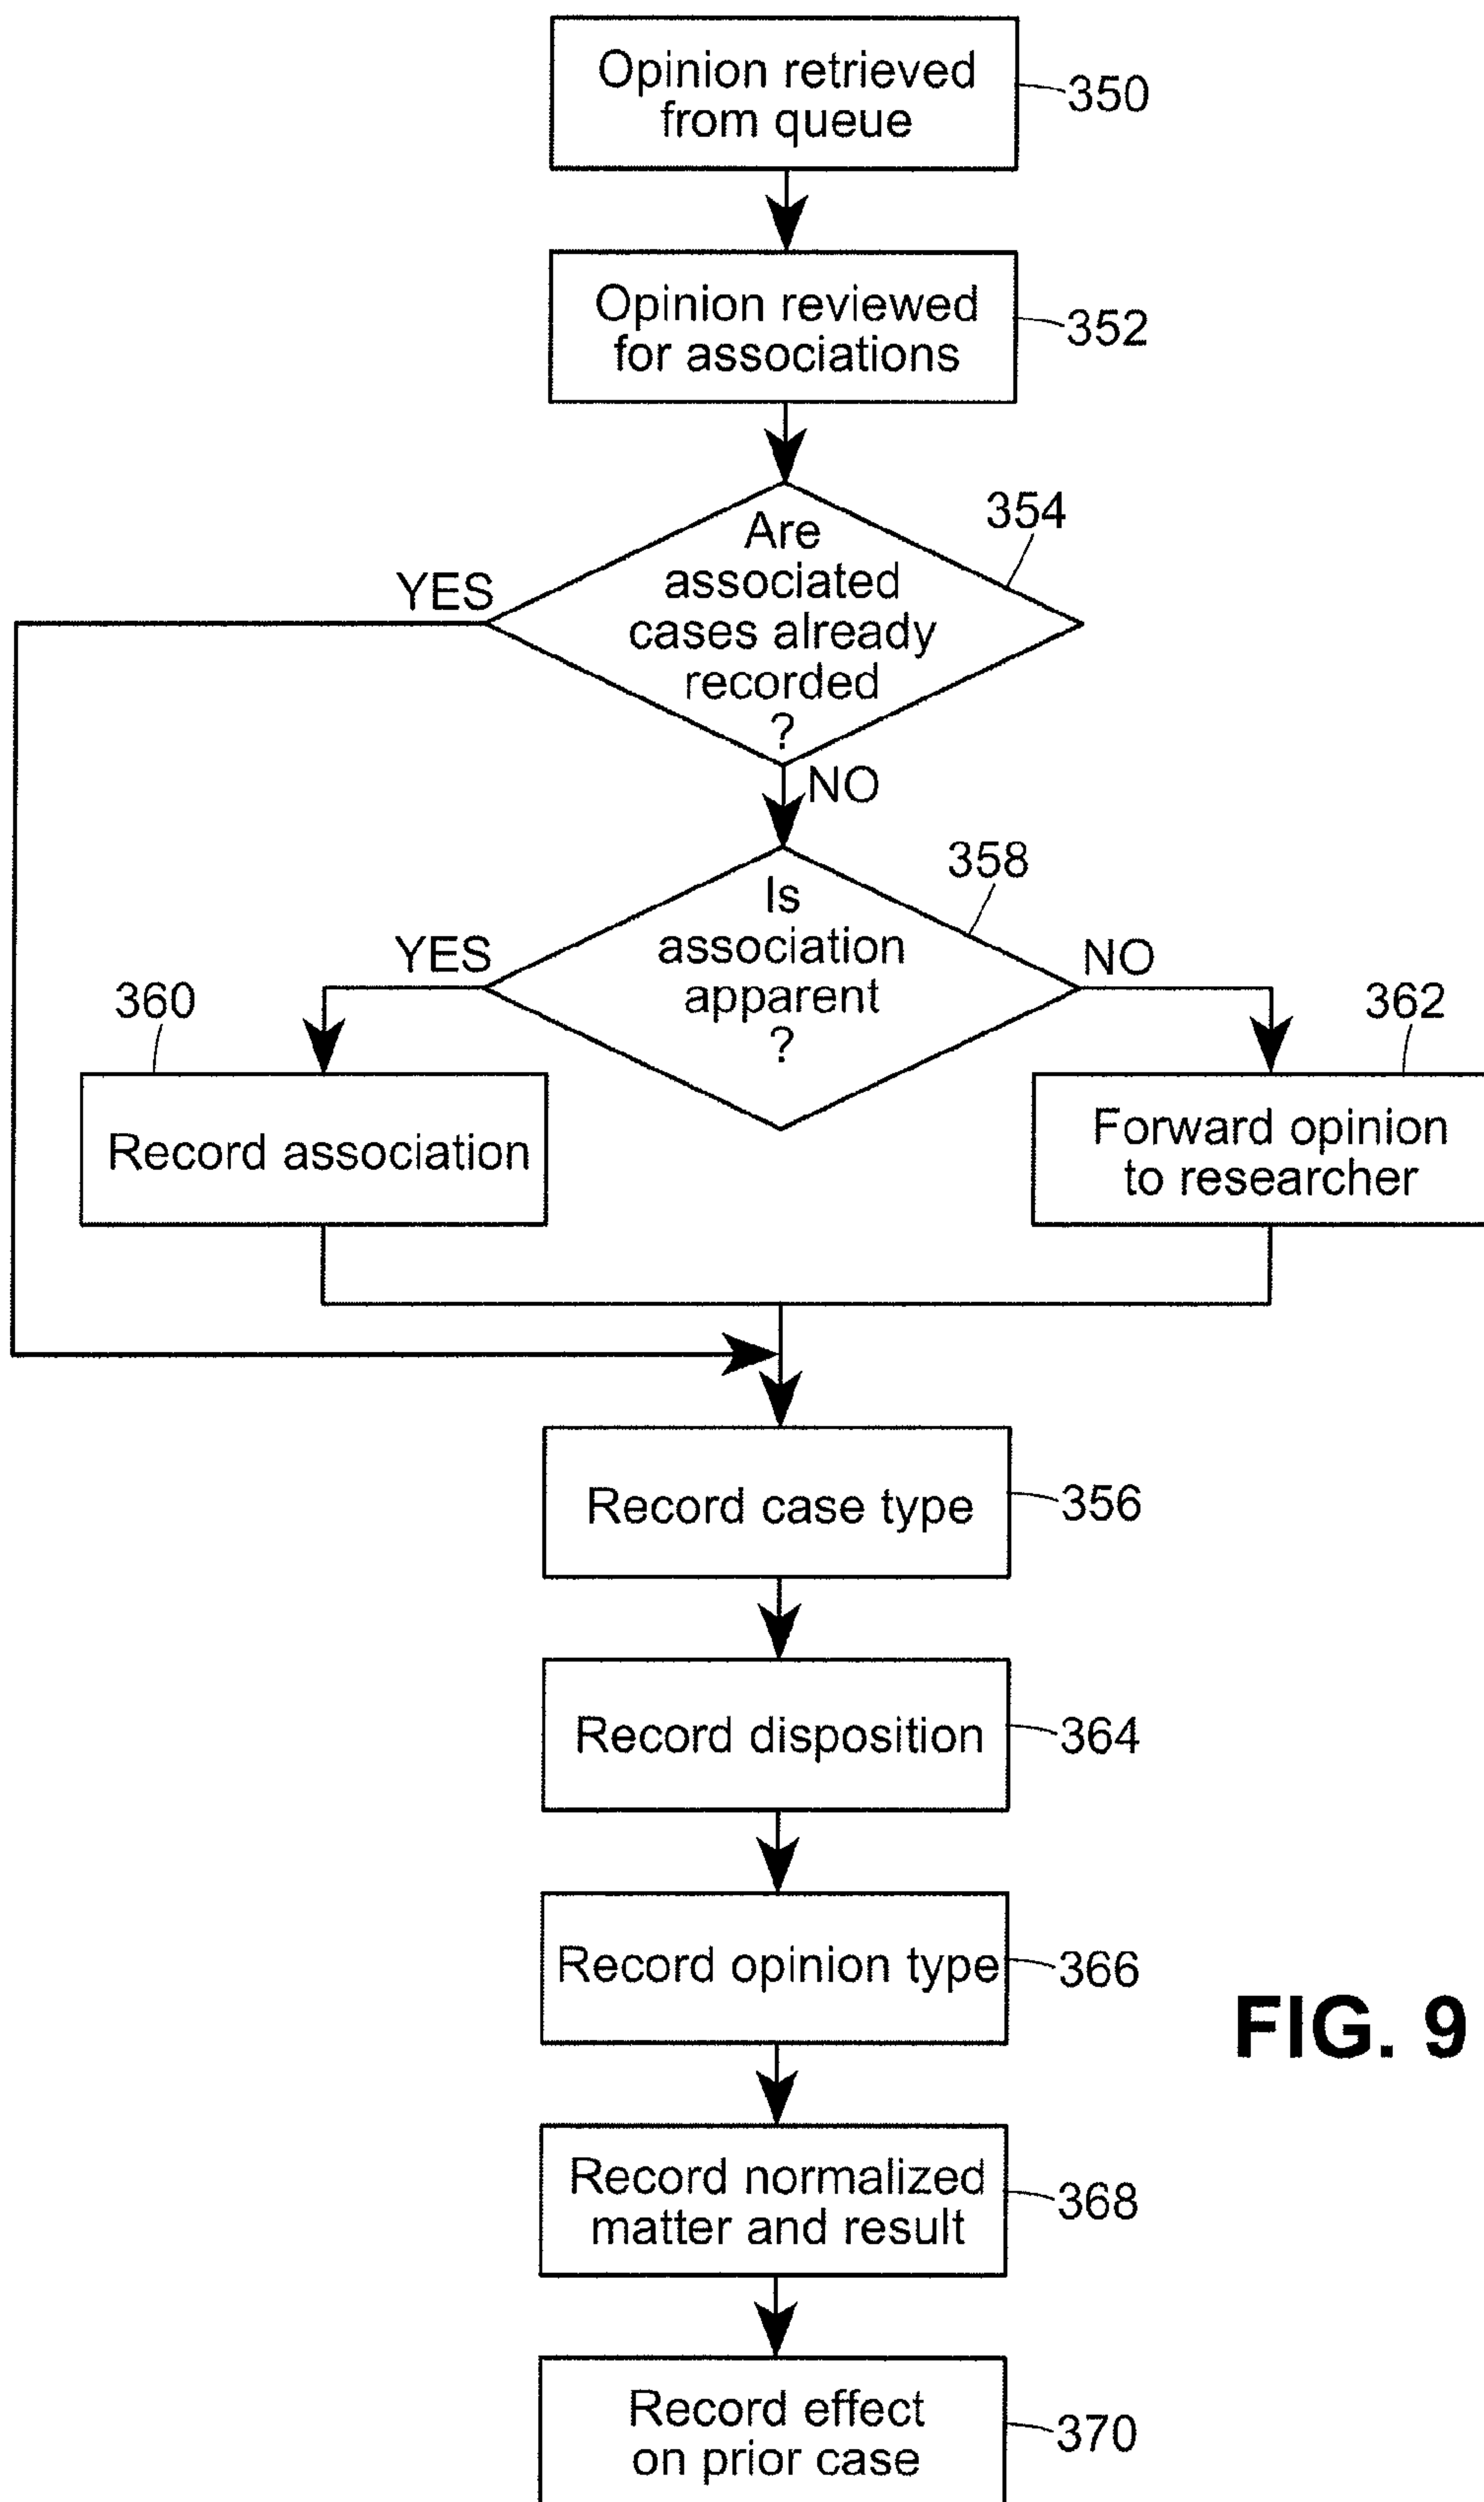 Opinion retrieved
from queue
350
Opinion reviewed
for associations
352
354
Are
associated
cases already
recorded
?
YES
NO
358
Is
association
apparent
?
YES
NO
360
362
Record association
Forward opinion
to researcher
Record case type
356
Record disposition
364
Record opinion type
366
FIG. 9
Record normalized
matter and result
368
Record effect
on prior case
370